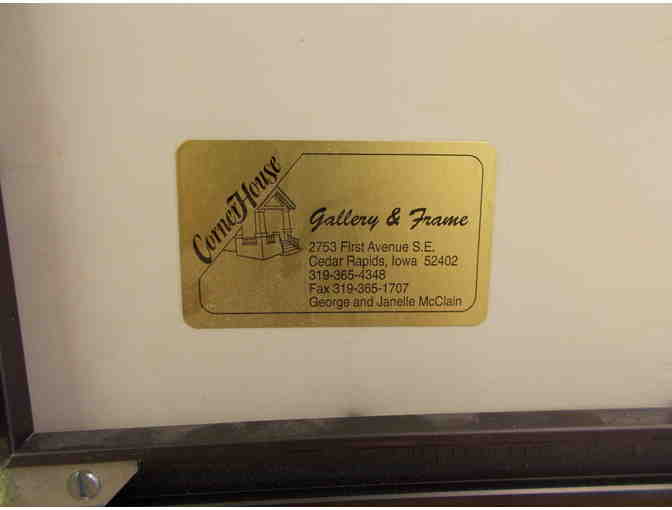 CornerHouse
Gallery & Frame
2753 First Avenue S.E.
Cedar Rapids, Iowa 52402
319-365-4348
Fax 319-365-1707
George and Janelle McClain